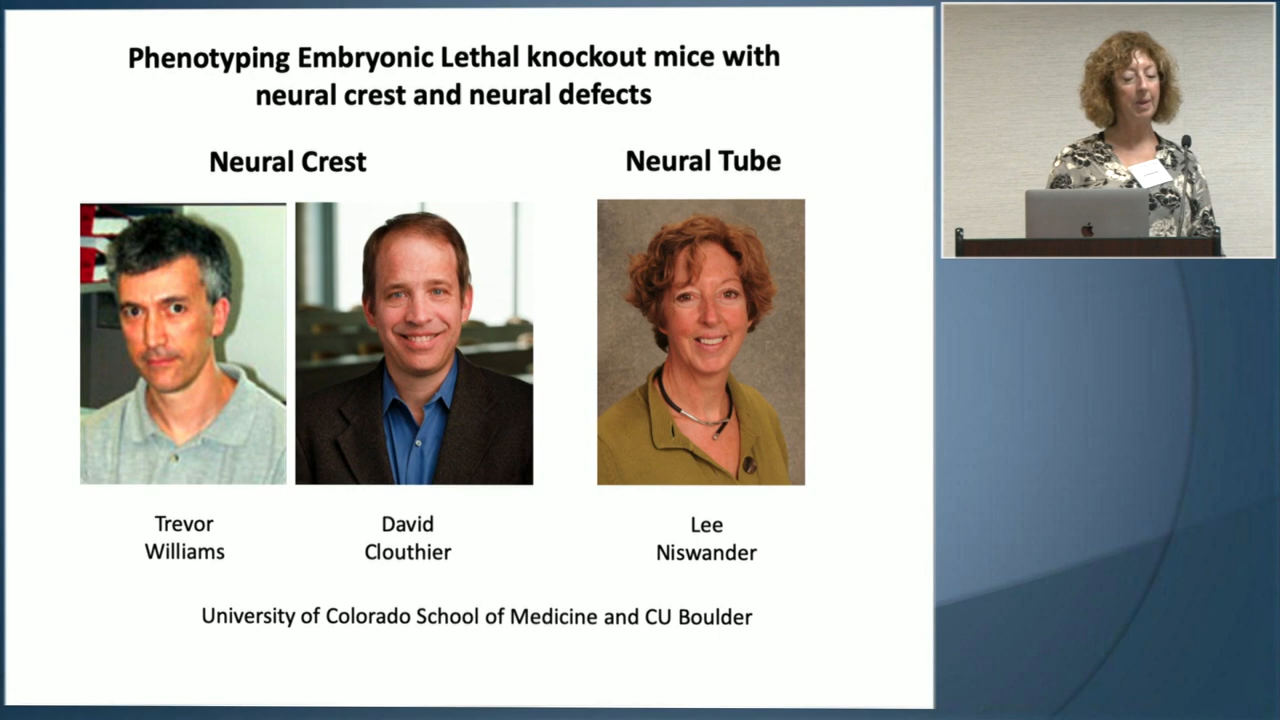 Phenotyping Embryonic Lethal knockout mice with
neural crest and neural defects
Neural Crest
Neural Tube
Trevor
Williams
David
Clouthier
Lee
Niswander
University of Colorado School of Medicine and CU Boulder